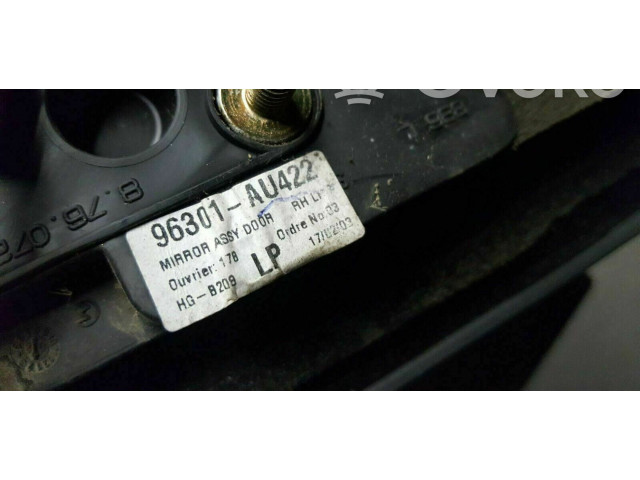 96301-AU422
MIRROR ASSY DOOR RH
Ouvrier: 178 Ordre No:03
HG-B209 LP 17/02/03
8.76.078